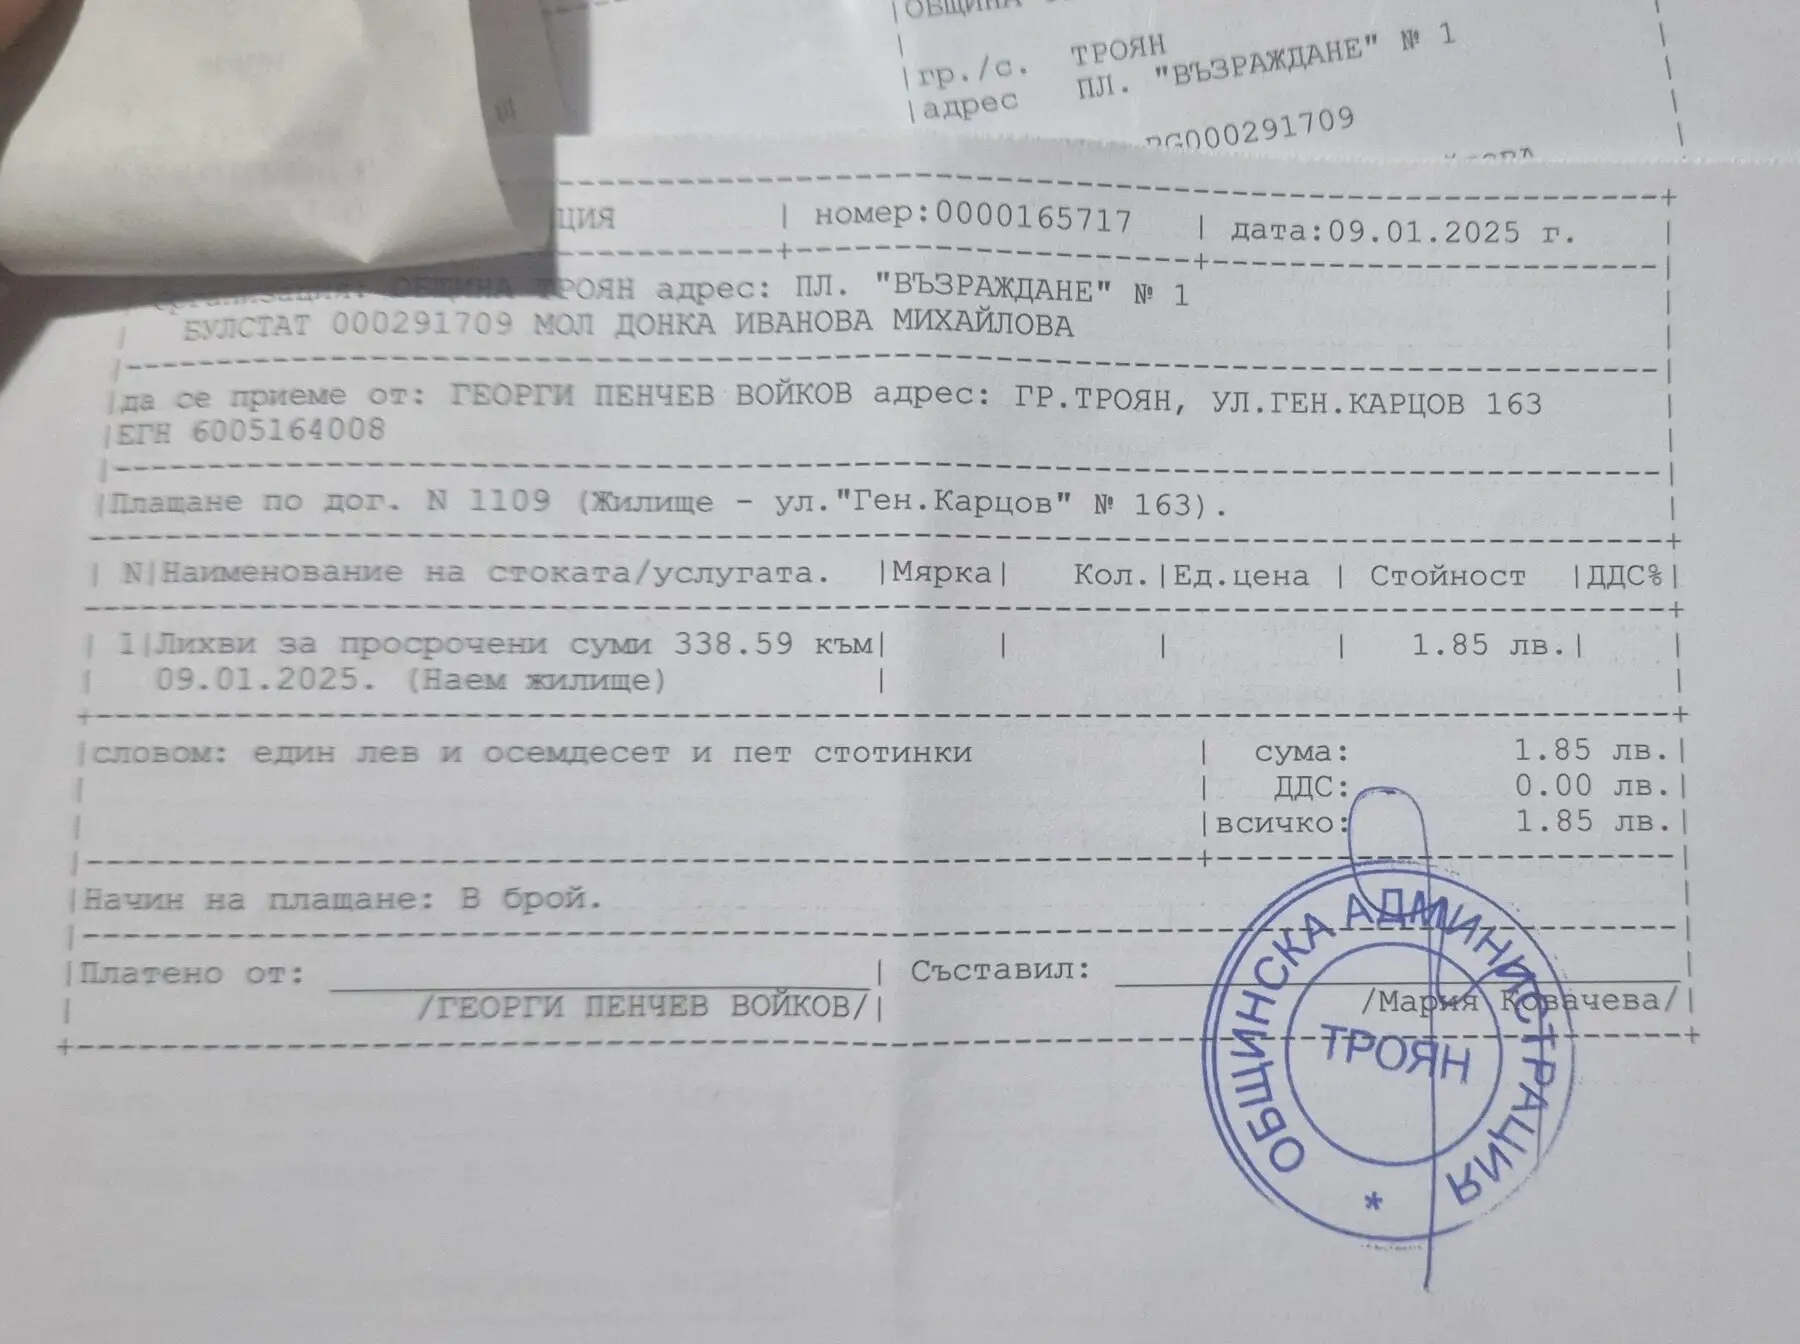 гр./с. ТРОЯН
адрес ПЛ. "ВЪЗРАЖДАНЕ" № 1
000291709
ЦИЯ | номер:0000165717 | дата:09.01.2025 г.
организация: ОБЩИНА ТРОЯН адрес: ПЛ. "ВЪЗРАЖДАНЕ" № 1
БУЛСТАТ 000291709 МОЛ ДОНКА ИВАНОВА МИХАЙЛОВА
да се приеме от: ГЕОРГИ ПЕНЧЕВ ВОЙКОВ адрес: ГР.ТРОЯН, УЛ.ГЕН.КАРЦОВ 163
ЕГН 6005164008
Плащане по дог. N 1109 (Жилище - ул."Ген.Карцов" № 163).
N|Наименование на стоката/услугата. |Мярка| Кол.|Ед.цена | Стойност |ДДС%|
1|Лихви за просрочени суми 338.59 към| | | | 1.85 лв.| |
09.01.2025. (Наем жилище)
словом: един лев и осемдесет и пет стотинки | сума: 1.85 лв.|
ДДС: 0.00 лв.|
всичко: 1.85 лв.|
Начин на плащане: В брой.
Платено от: | Съставил:
/ГЕОРГИ ПЕНЧЕВ ВОЙКОВ/| /Мария Ковачева/|
ОБЩИНСКА АДМИНИСТРАЦИЯ *
ТРОЯН